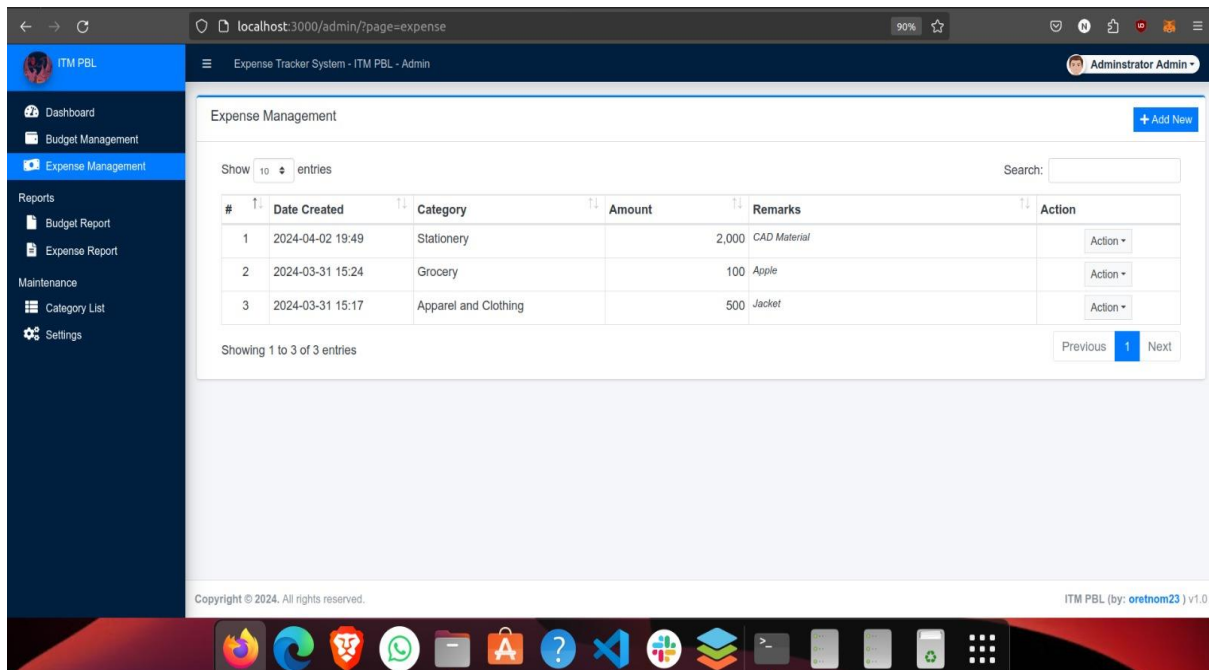 localhost:3000/admin/?page=expense
90%
N
ITM PBL
Expense Tracker System - ITM PBL - Admin
Adminstrator Admin
Dashboard
Budget Management
Expense Management
Reports
Budget Report
Expense Report
Maintenance
Category List
Settings
Expense Management
+ Add New
Show 10 entries
Search:
# Date Created Category Amount Remarks Action
1 2024-04-02 19:49 Stationery 2,000 CAD Material Action
2 2024-03-31 15:24 Grocery 100 Apple Action
3 2024-03-31 15:17 Apparel and Clothing 500 Jacket Action
Showing 1 to 3 of 3 entries
Previous 1 Next
Copyright © 2024. All rights reserved.
ITM PBL (by: oretnom23 ) v1.0